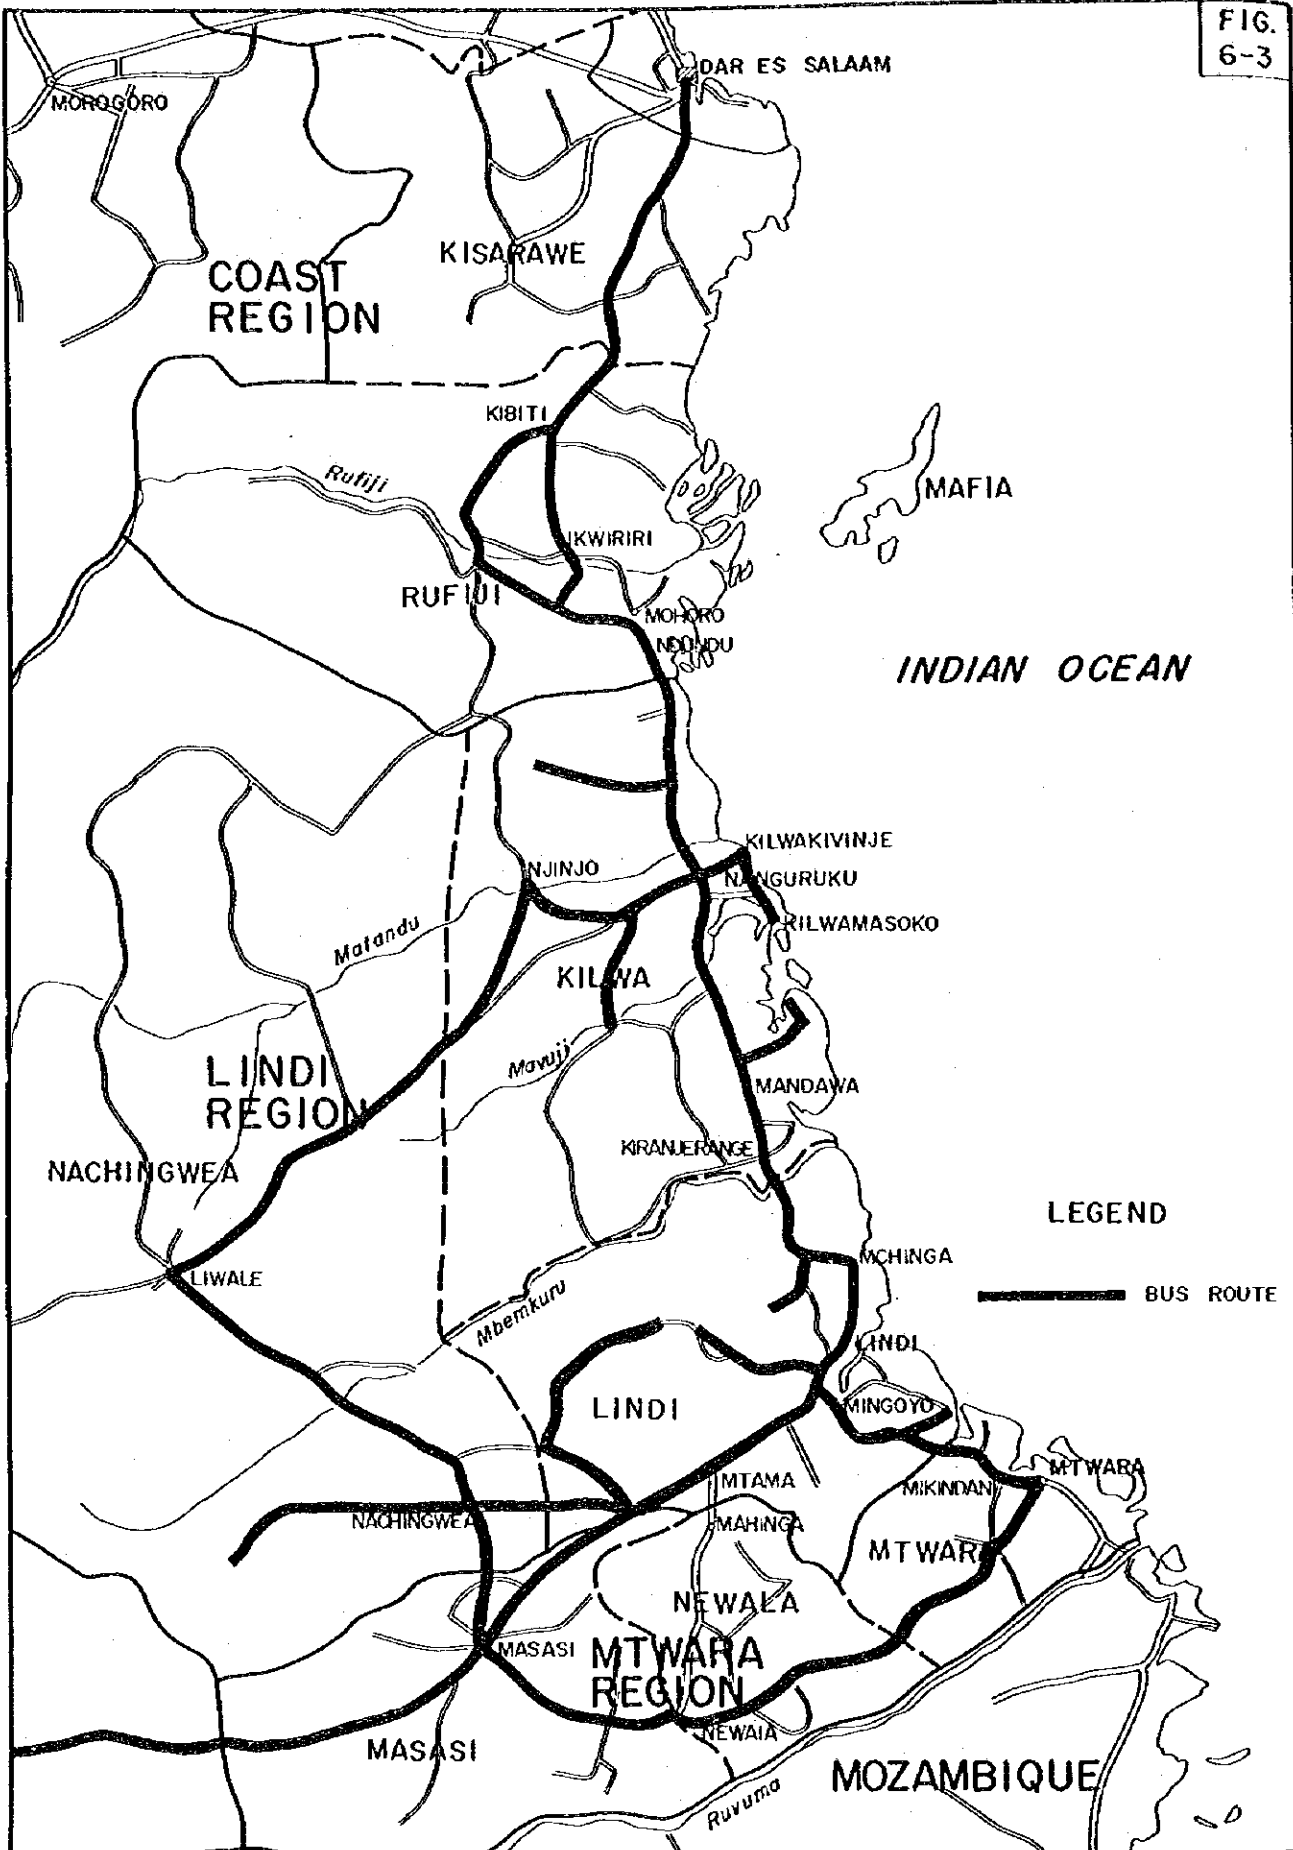 FIG.
6-3
DAR ES SALAAM
MOROGORO
KISARAWE
COAST
REGION
KIBITI
Rufiji
MAFIA
IKWIRIRI
RUFIJI
MOHORO
NDUNDU
INDIAN OCEAN
KILWAKIVINJE
NJINJO
NANGURUKU
Matandu
KILWAMASOKO
KILWA
Mavuji
LINDI
REGION
MANDAWA
KIRANJERANGE
NACHINGWEA
LEGEND
MCHINGA
LIWALE
BUS ROUTE
Mbemkuru
LINDI
LINDI
MINGOYO
MTWARA
MTAMA
MIKINDANI
NACHINGWEA
MAHINGA
MTWARA
NEWALA
MASASI
MTWARA
REGION
NEWAIA
MASASI
MOZAMBIQUE
Ruvuma